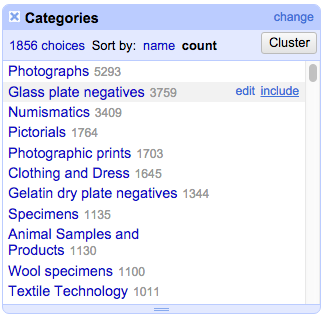 Categories change
1856 choices Sort by: name count Cluster
Photographs 5293
Glass plate negatives 3759 edit include
Numismatics 3409
Pictorials 1764
Photographic prints 1703
Clothing and Dress 1645
Gelatin dry plate negatives 1344
Specimens 1135
Animal Samples and
Products 1130
Wool specimens 1100
Textile Technology 1011